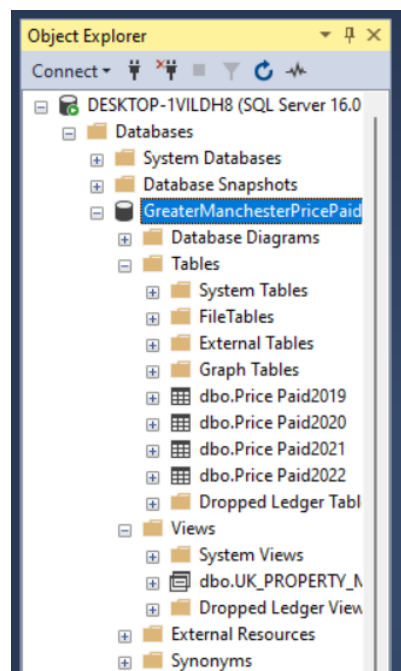 Object Explorer
Connect
DESKTOP-1VILDH8 (SQL Server 16.0
Databases
System Databases
Database Snapshots
GreaterManchesterPricePaid
Database Diagrams
Tables
System Tables
FileTables
External Tables
Graph Tables
dbo.Price Paid2019
dbo.Price Paid2020
dbo.Price Paid2021
dbo.Price Paid2022
Dropped Ledger Tabl
Views
System Views
dbo.UK_PROPERTY_
Dropped Ledger View
External Resources
Synonyms